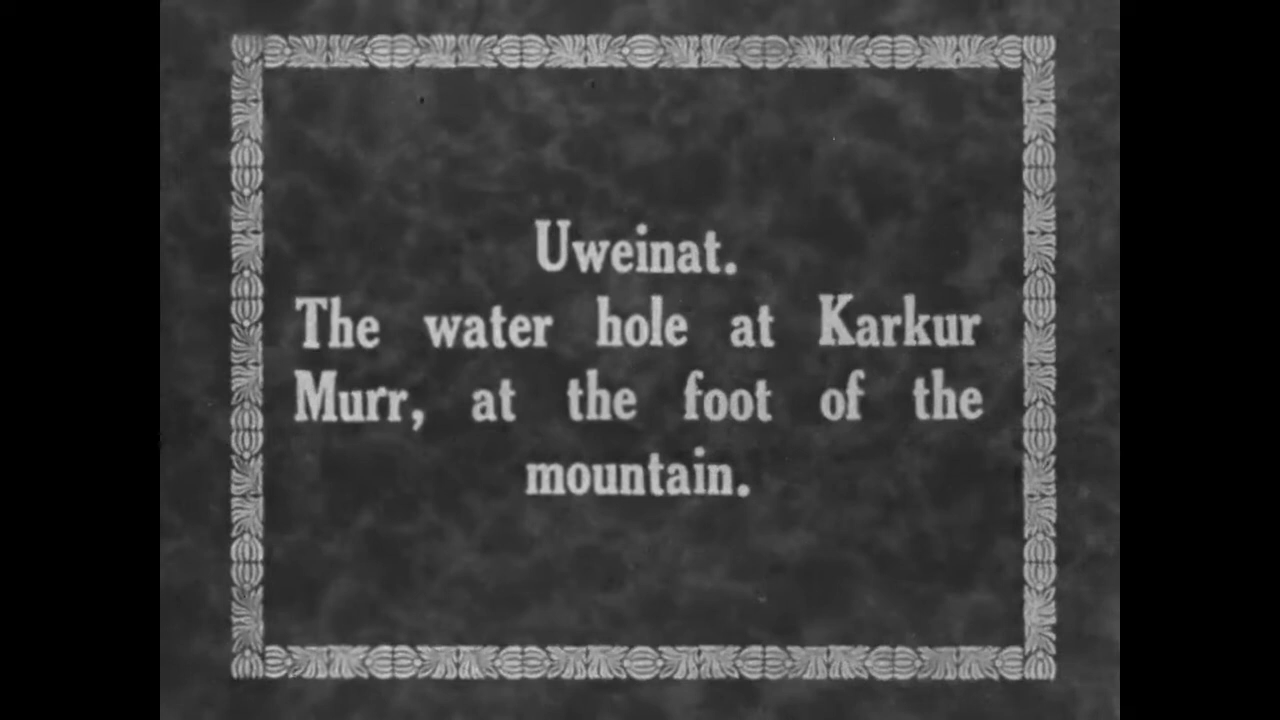 Uweinat.
The water hole at Karkur
Murr, at the foot of the
mountain.